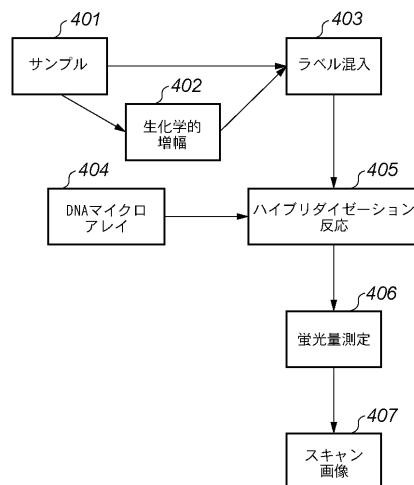 401
サンプル
402
生化学的
増幅
403
ラベル混入
404
DNAマイクロ
アレイ
405
ハイブリダイゼーション
反応
406
蛍光量測定
407
スキャン
画像